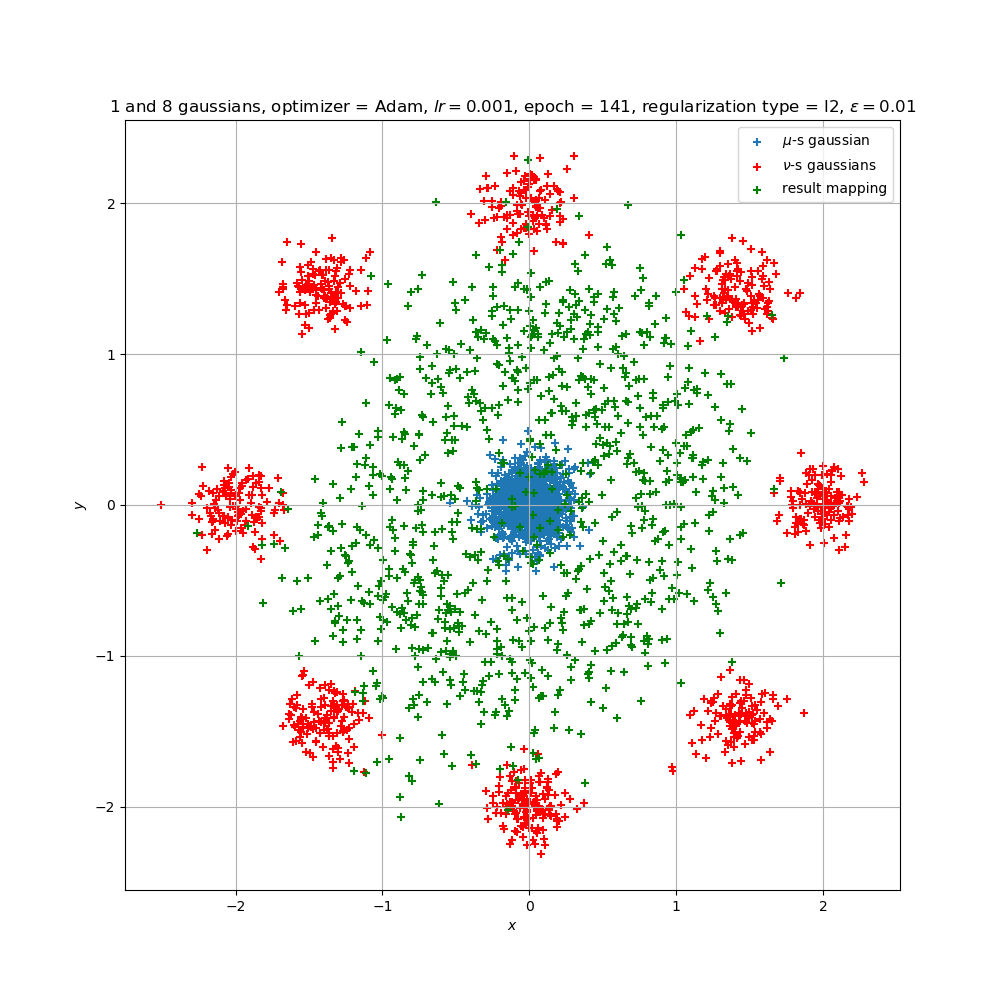 1 and 8 gaussians, optimizer = Adam, lr = 0.001, epoch = 141, regularization type = l2, ε = 0.01
μ-s gaussian
ν-s gaussians
result mapping
2
1
0
−1
−2
y
−2 −1 0 1 2
x